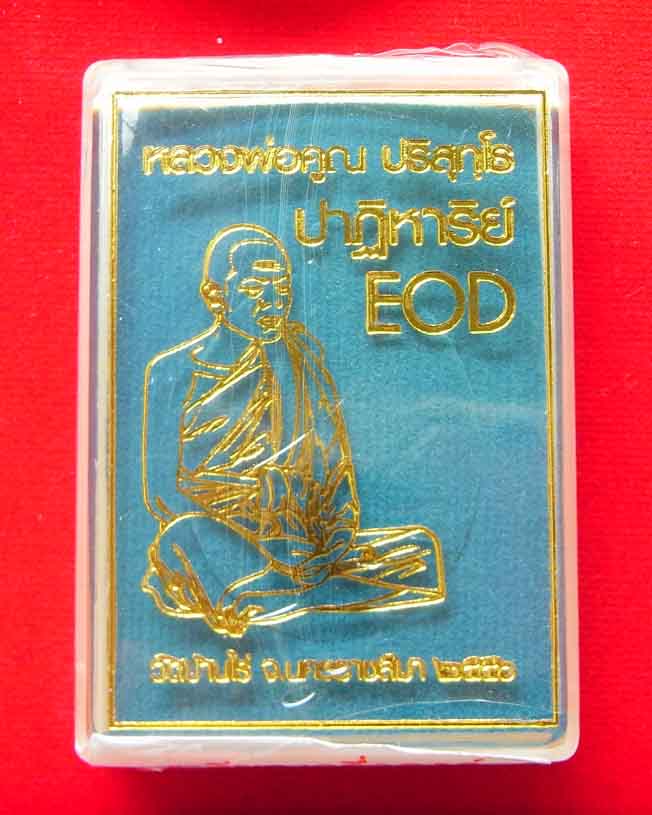 หลวงพ่อคูณ ปริสุทโธ
ปาฏิหาริย์
EOD
วัดบ้านไร่ จ.นครราชสีมา ๒๕๕๖